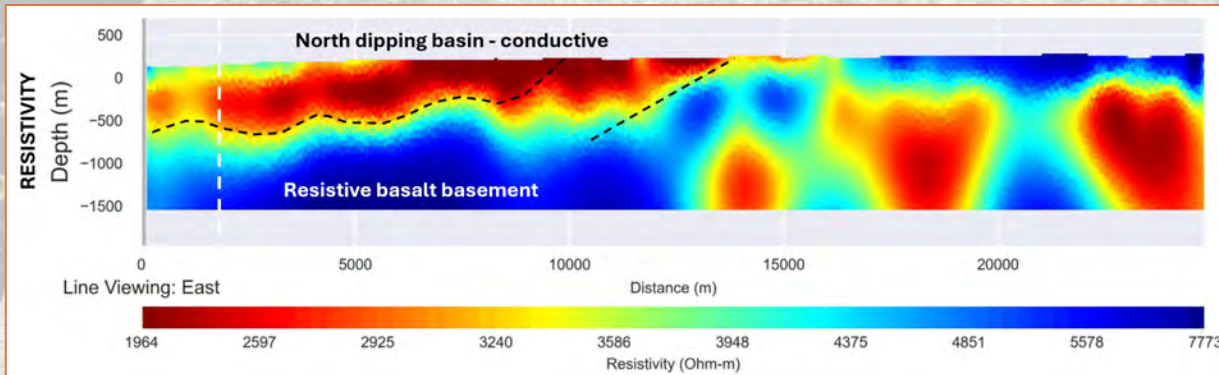 North dipping basin - conductive
RESISTIVITY
Depth (m)
500
0
−500
−1000
−1500
Resistive basalt basement
0 5000 10000 15000 20000
Line Viewing: East
Distance (m)
1964 2597 2925 3240 3586 3948 4375 4851 5578 7773
Resistivity (Ohm-m)